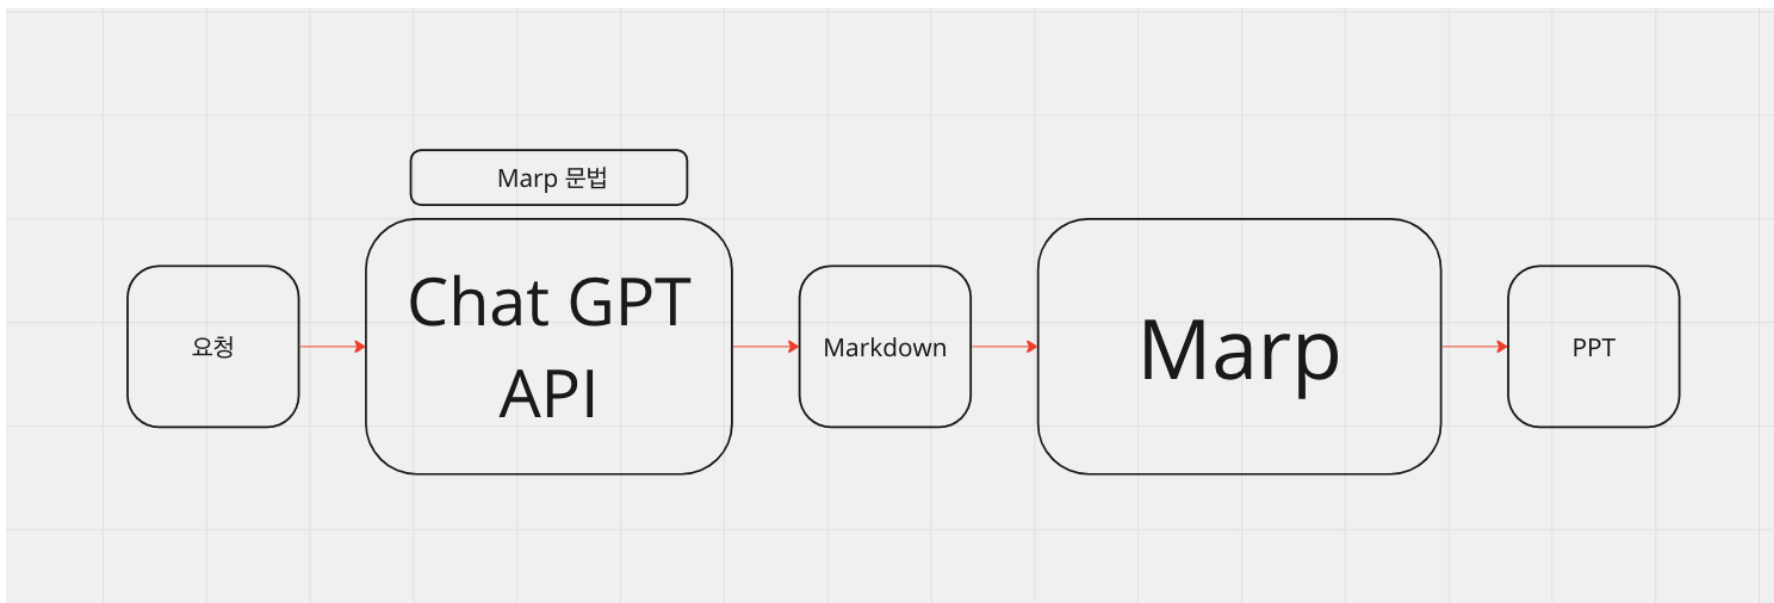 Marp 문법
요청
Chat GPT
API
Markdown
Marp
PPT